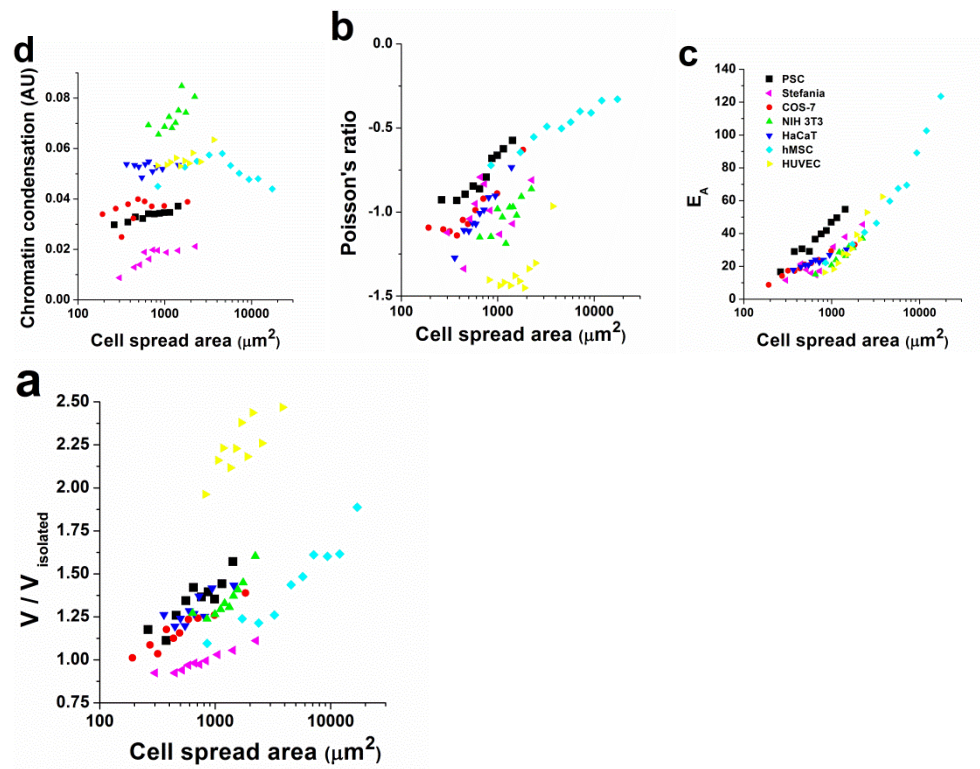 d
Chromatin condensation (AU)
0.08
0.06
0.04
0.02
0.00
100 1000 10000
Cell spread area (μm²)
b
Poisson's ratio
0.0
-0.5
-1.0
-1.5
100 1000 10000
Cell spread area (μm²)
c
E_A
140
120
100
80
60
40
20
0
PSC
Stefania
COS-7
NIH 3T3
HaCaT
hMSC
HUVEC
100 1000 10000
Cell spread area (μm²)
a
V / V isolated
2.50
2.25
2.00
1.75
1.50
1.25
1.00
0.75
100 1000 10000
Cell spread area (μm²)